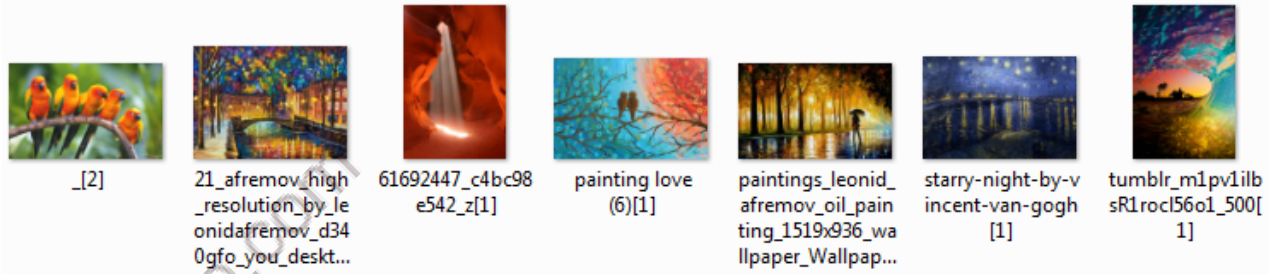 _[2]
21_afremov_high
_resolution_by_le
onidafremov_d34
0gfo_you_deskt...
61692447_c4bc98
e542_z[1]
painting love
(6)[1]
paintings_leonid_
afremov_oil_pain
ting_1519x936_wa
llpaper_Wallpap...
starry-night-by-v
incent-van-gogh
[1]
tumblr_m1pv1ilb
sR1rocl56o1_500[
1]